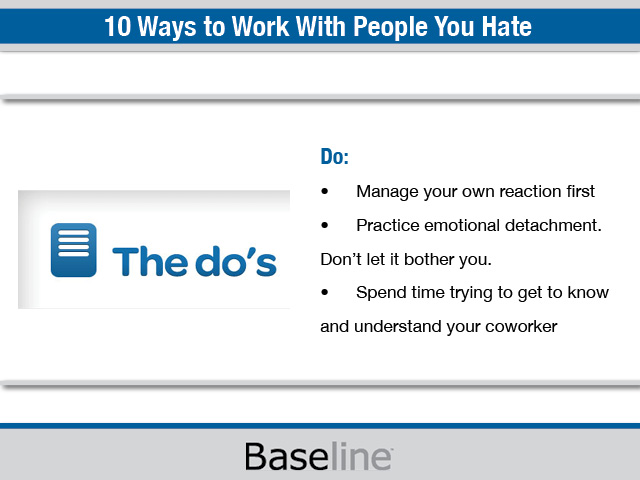 10 Ways to Work With People You Hate
The do's
Do:
• Manage your own reaction first
• Practice emotional detachment.
Don't let it bother you.
• Spend time trying to get to know
and understand your coworker
Baseline